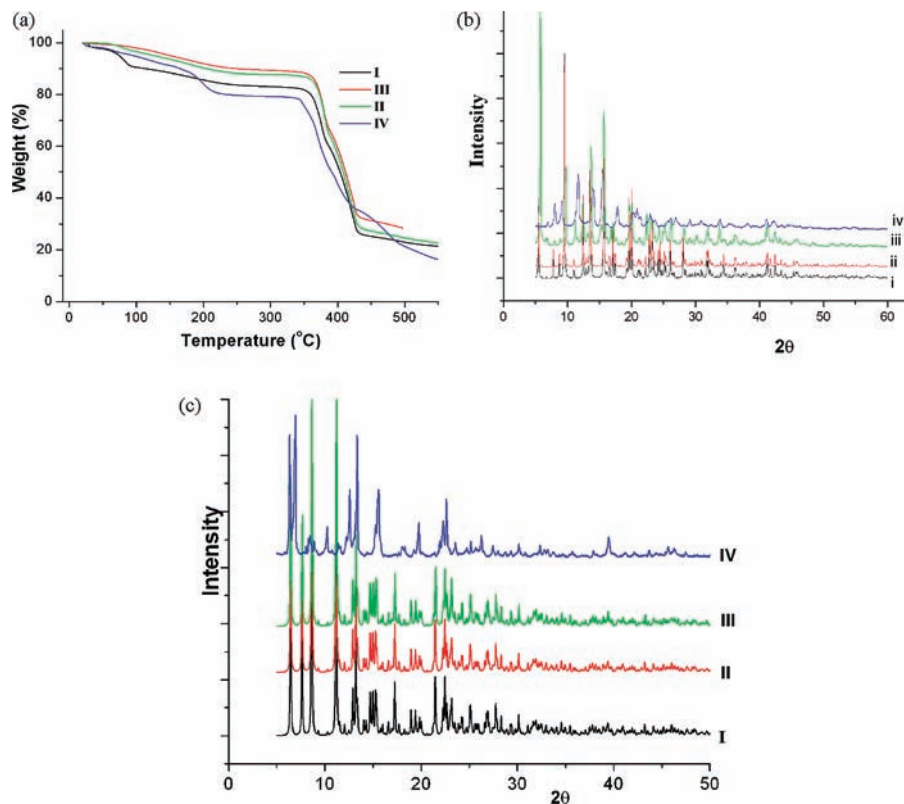 (a)
100
80
60
40
20
0
Weight (%)
I
III
II
IV
0
100
200
300
400
500
Temperature (°C)
(b)
Intensity
iv
iii
ii
i
10
20
30
40
50
60
2θ
(c)
Intensity
IV
III
II
I
0
10
20
30
40
50
2θ